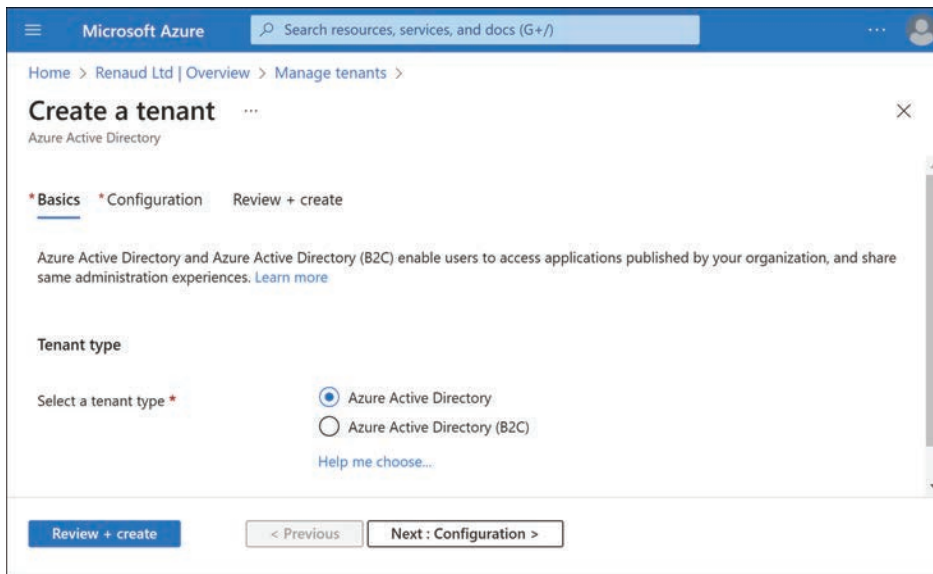 Microsoft Azure
Search resources, services, and docs (G+/)
...
Home > Renaud Ltd | Overview > Manage tenants >
Create a tenant ...
Azure Active Directory
* Basics * Configuration Review + create
Azure Active Directory and Azure Active Directory (B2C) enable users to access applications published by your organization, and share
same administration experiences. Learn more
Tenant type
Select a tenant type *
Azure Active Directory
Azure Active Directory (B2C)
Help me choose...
Review + create
< Previous
Next : Configuration >